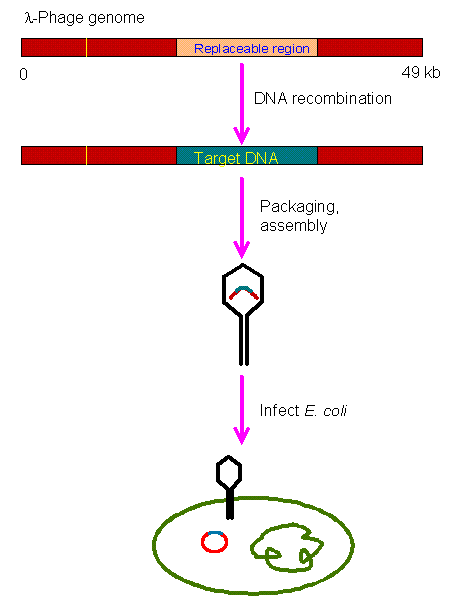 λ-Phage genome
Replaceable region
0
49 kb
DNA recombination
Target DNA
Packaging,
assembly
Infect E. coli